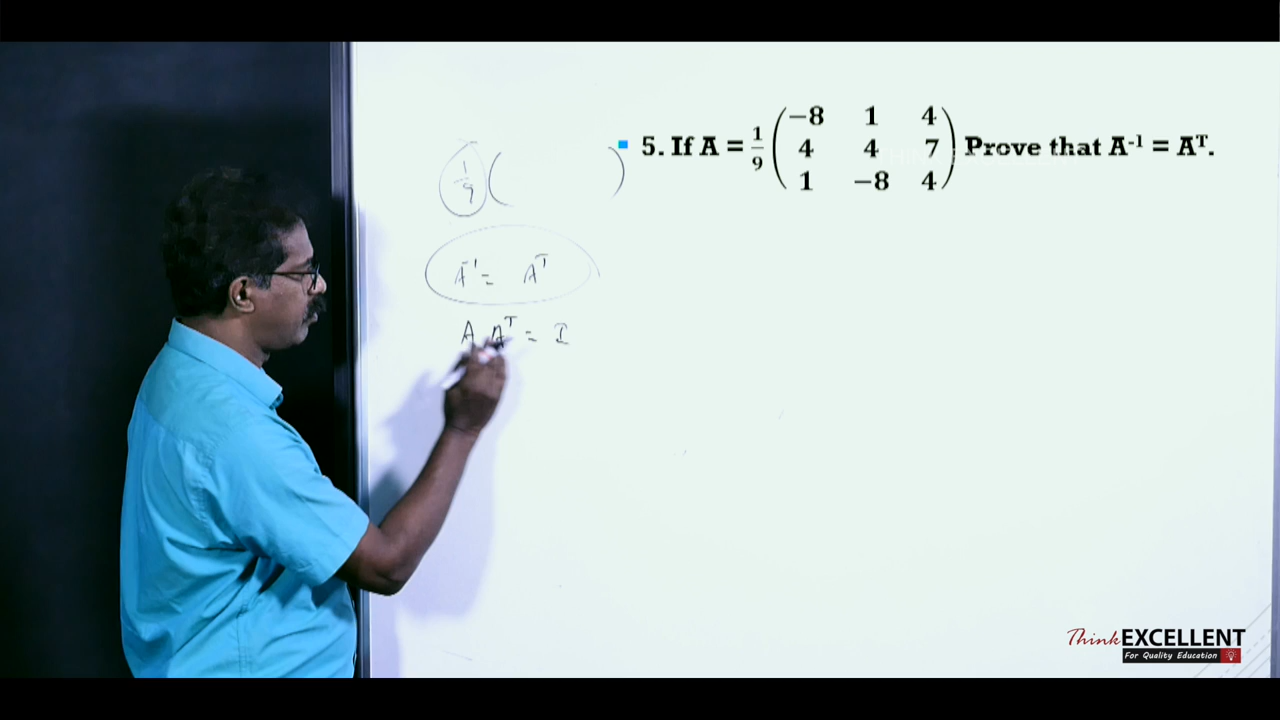 5. If A = 1/9 ( −8 1 4
4 4 7
1 −8 4 ) Prove that A⁻¹ = Aᵀ.
1/9 ( )
A⁻¹ = Aᵀ
A Aᵀ = I
Think EXCELLENT
For Quality Education